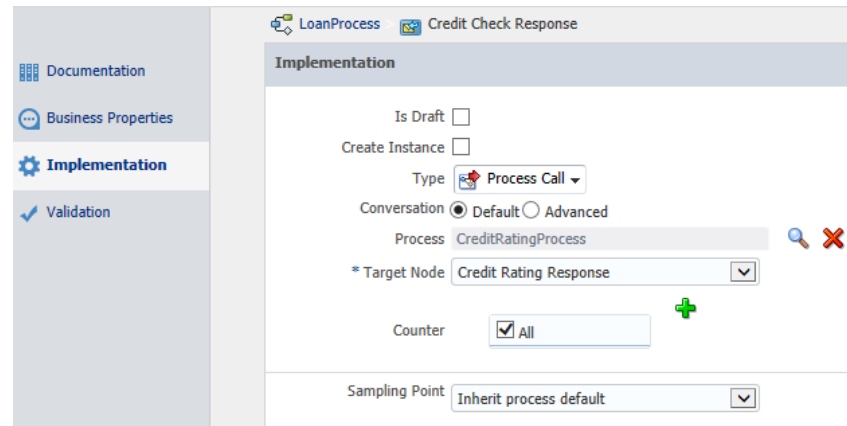 LoanProcess Credit Check Response
Documentation
Business Properties
Implementation
Validation
Implementation
Is Draft
Create Instance
Type Process Call
Conversation Default Advanced
Process CreditRatingProcess
* Target Node Credit Rating Response
Counter All
Sampling Point Inherit process default